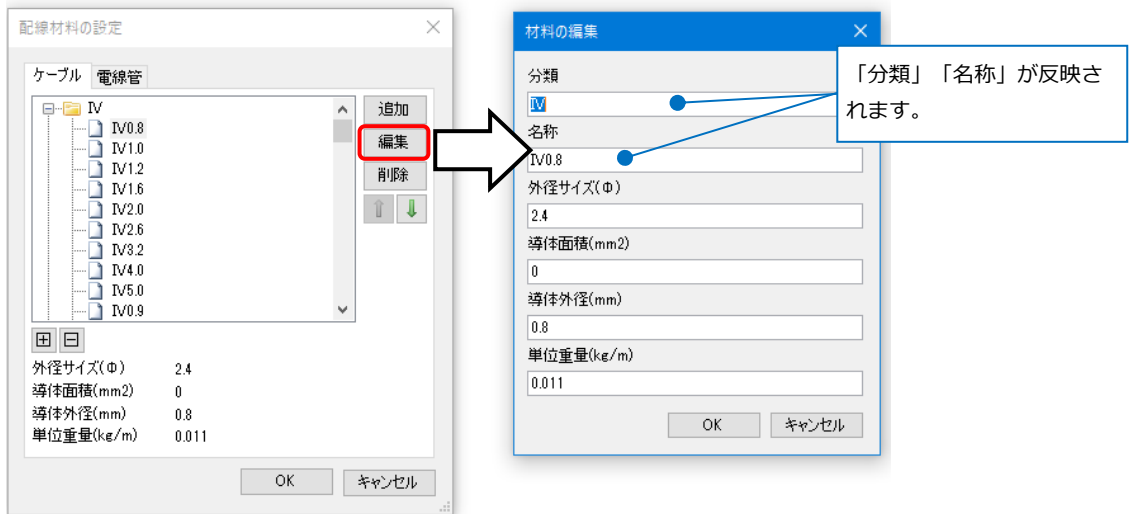 配線材料の設定
ケーブル 電線管
IV
IV0.8
IV1.0
IV1.2
IV1.6
IV2.0
IV2.6
IV3.2
IV4.0
IV5.0
IV0.9
追加
編集
削除
外径サイズ(Φ) 2.4
導体面積(mm2) 0
導体外径(mm) 0.8
単位重量(kg/m) 0.011
OK キャンセル
材料の編集
分類
IV
名称
IV0.8
外径サイズ(Φ)
2.4
導体面積(mm2)
0
導体外径(mm)
0.8
単位重量(kg/m)
0.011
OK キャンセル
「分類」「名称」が反映さ
れます。